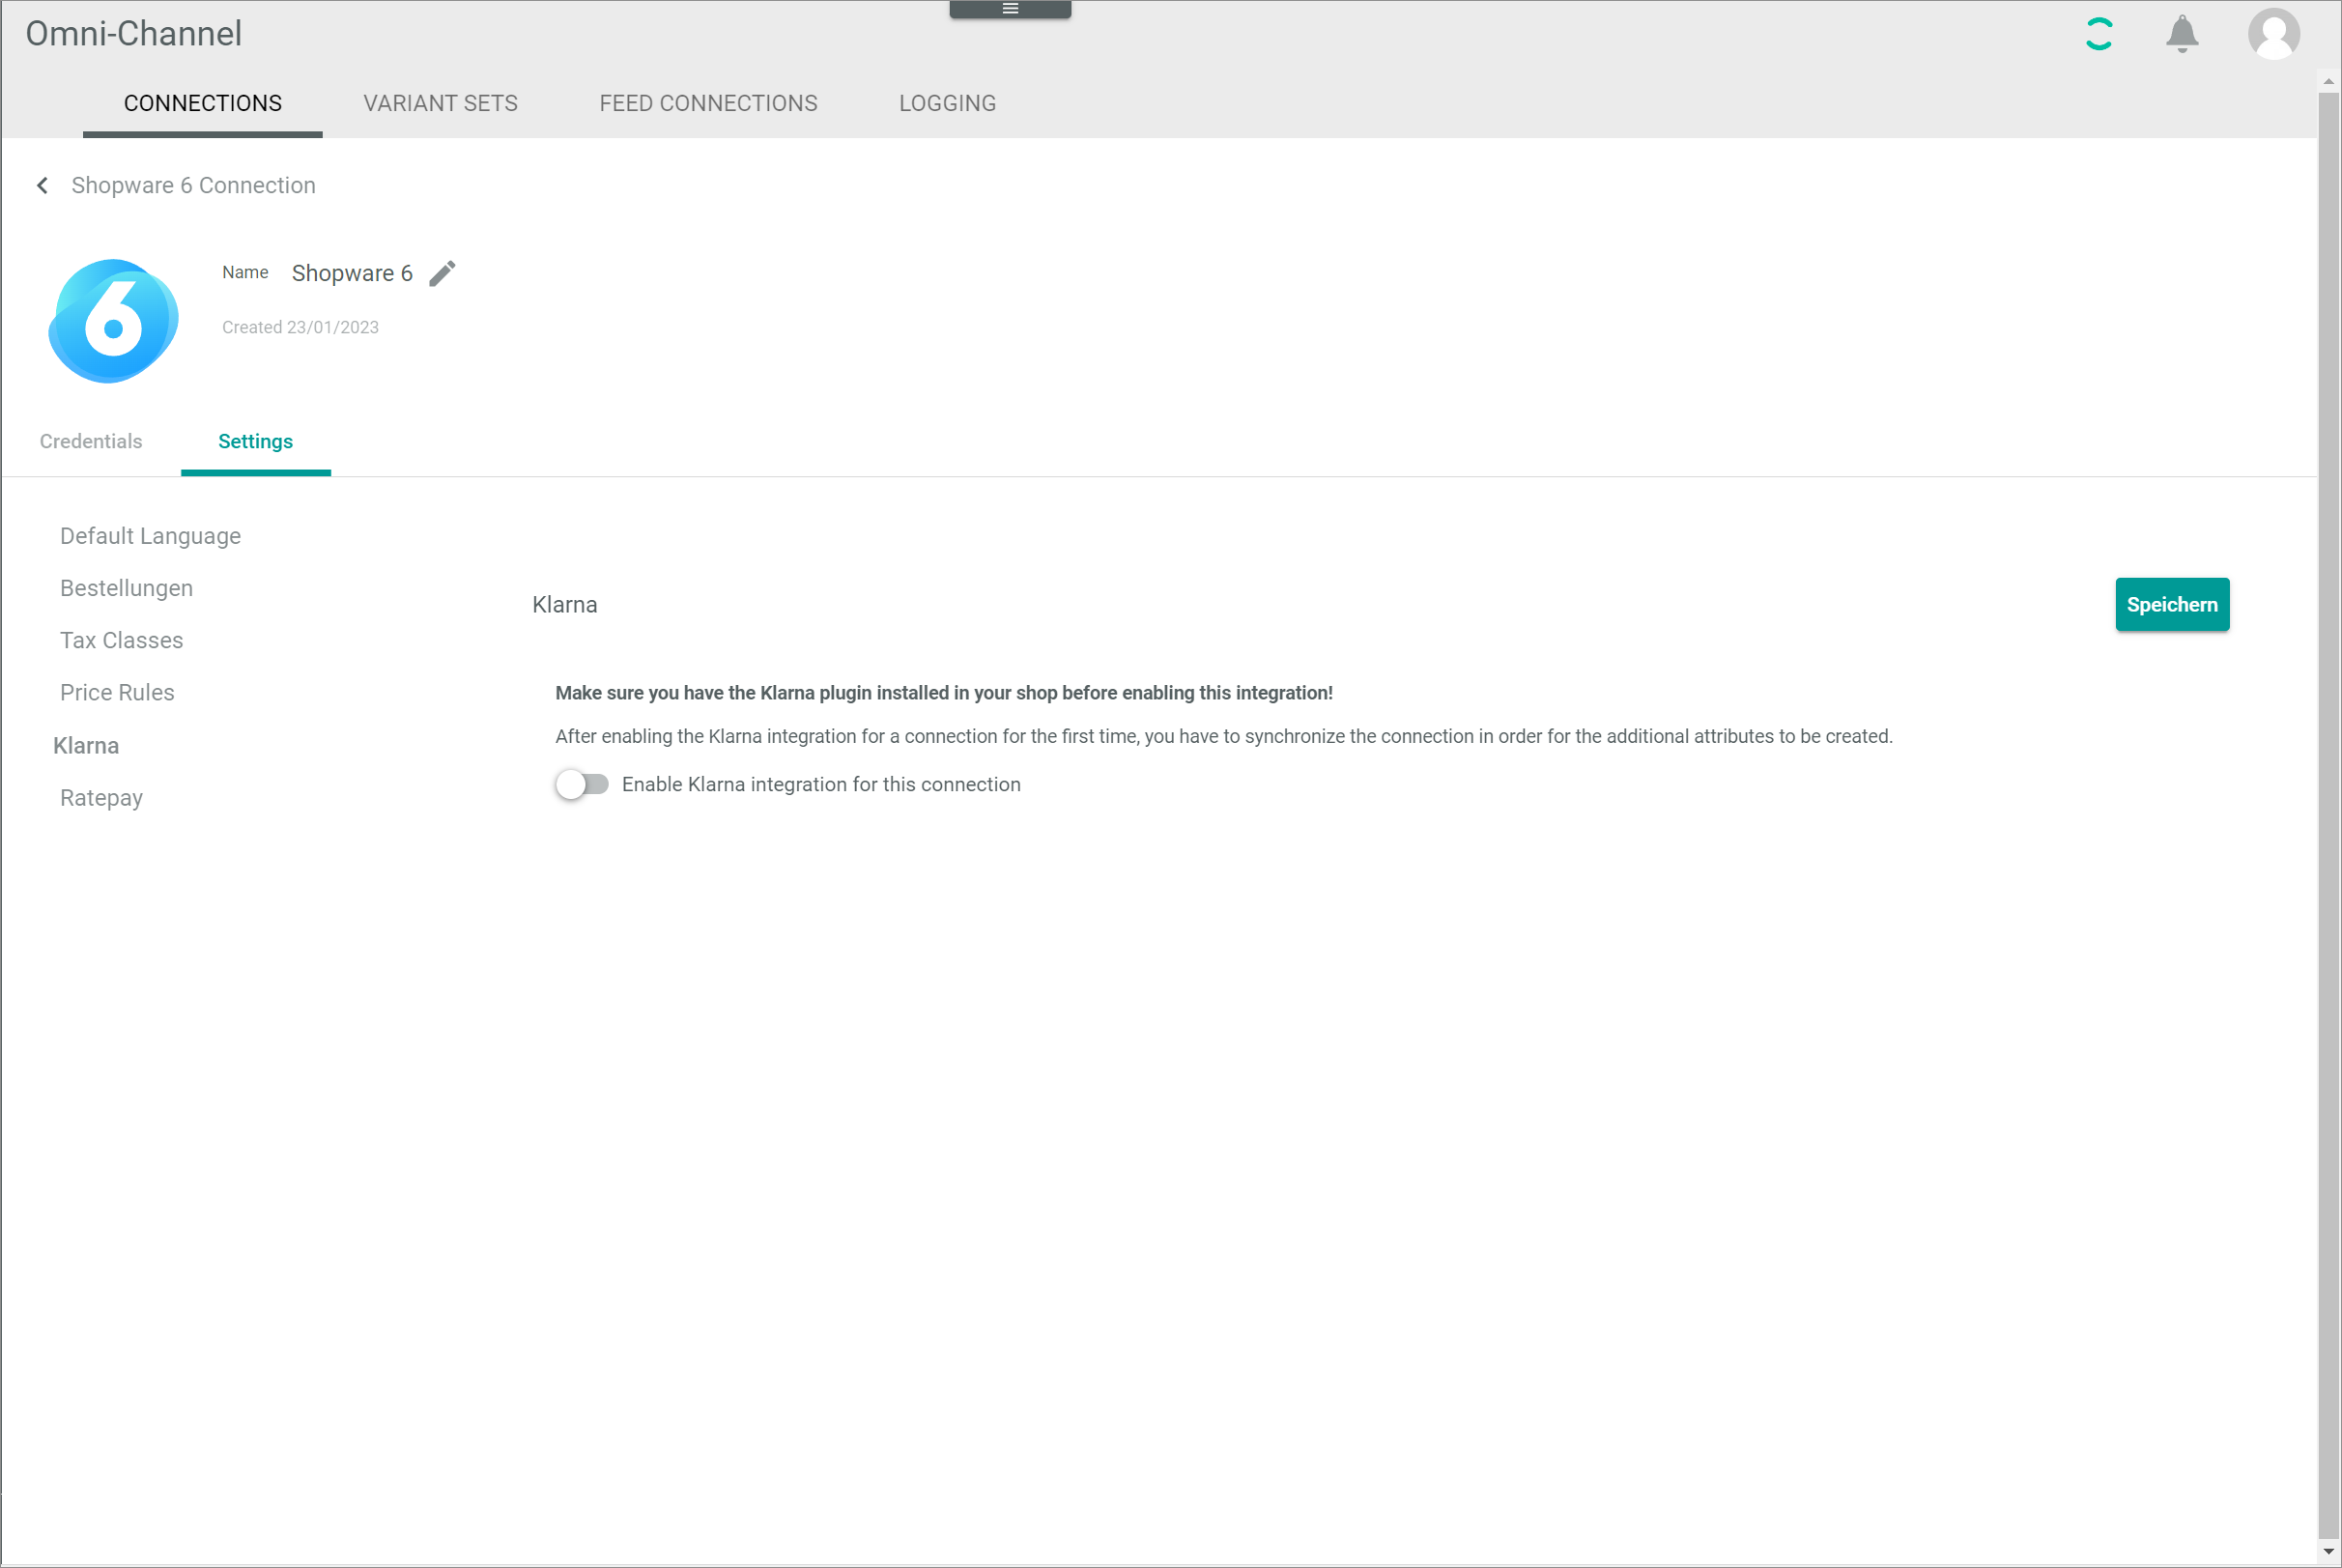 Omni-Channel
CONNECTIONS VARIANT SETS FEED CONNECTIONS LOGGING
Shopware 6 Connection
6
Name Shopware 6
Created 23/01/2023
Credentials Settings
Default Language
Bestellungen
Tax Classes
Price Rules
Klarna
Ratepay
Klarna
Speichern
Make sure you have the Klarna plugin installed in your shop before enabling this integration!
After enabling the Klarna integration for a connection for the first time, you have to synchronize the connection in order for the additional attributes to be created.
Enable Klarna integration for this connection